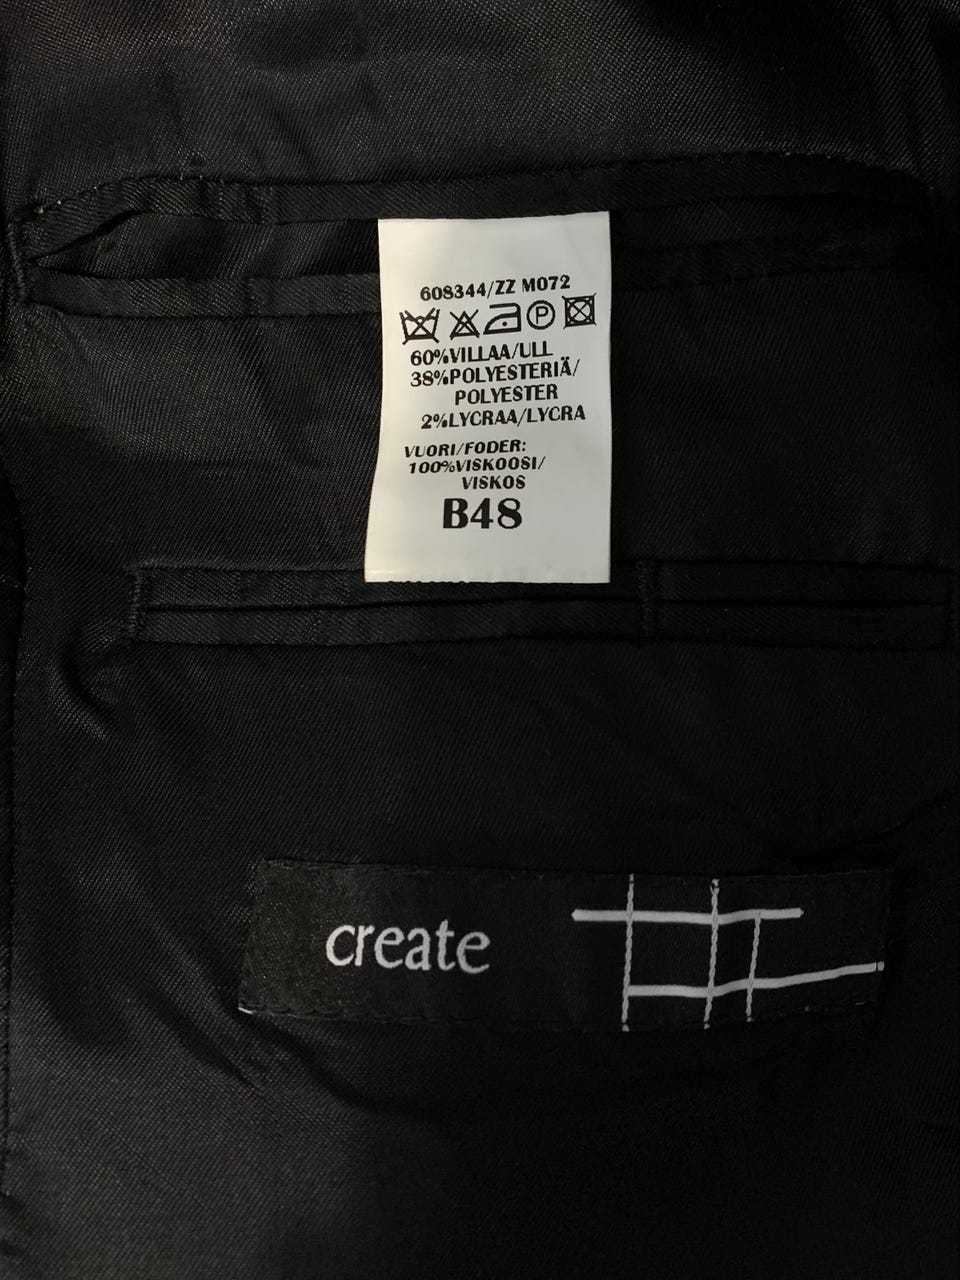 608344/ZZ M072
P
60%VILLAA/ULL
38%POLYESTERIÄ/
POLYESTER
2%LYCRAA/LYCRA
VUORI/FODER:
100%VISKOOSI/
VISKOS
B48
create